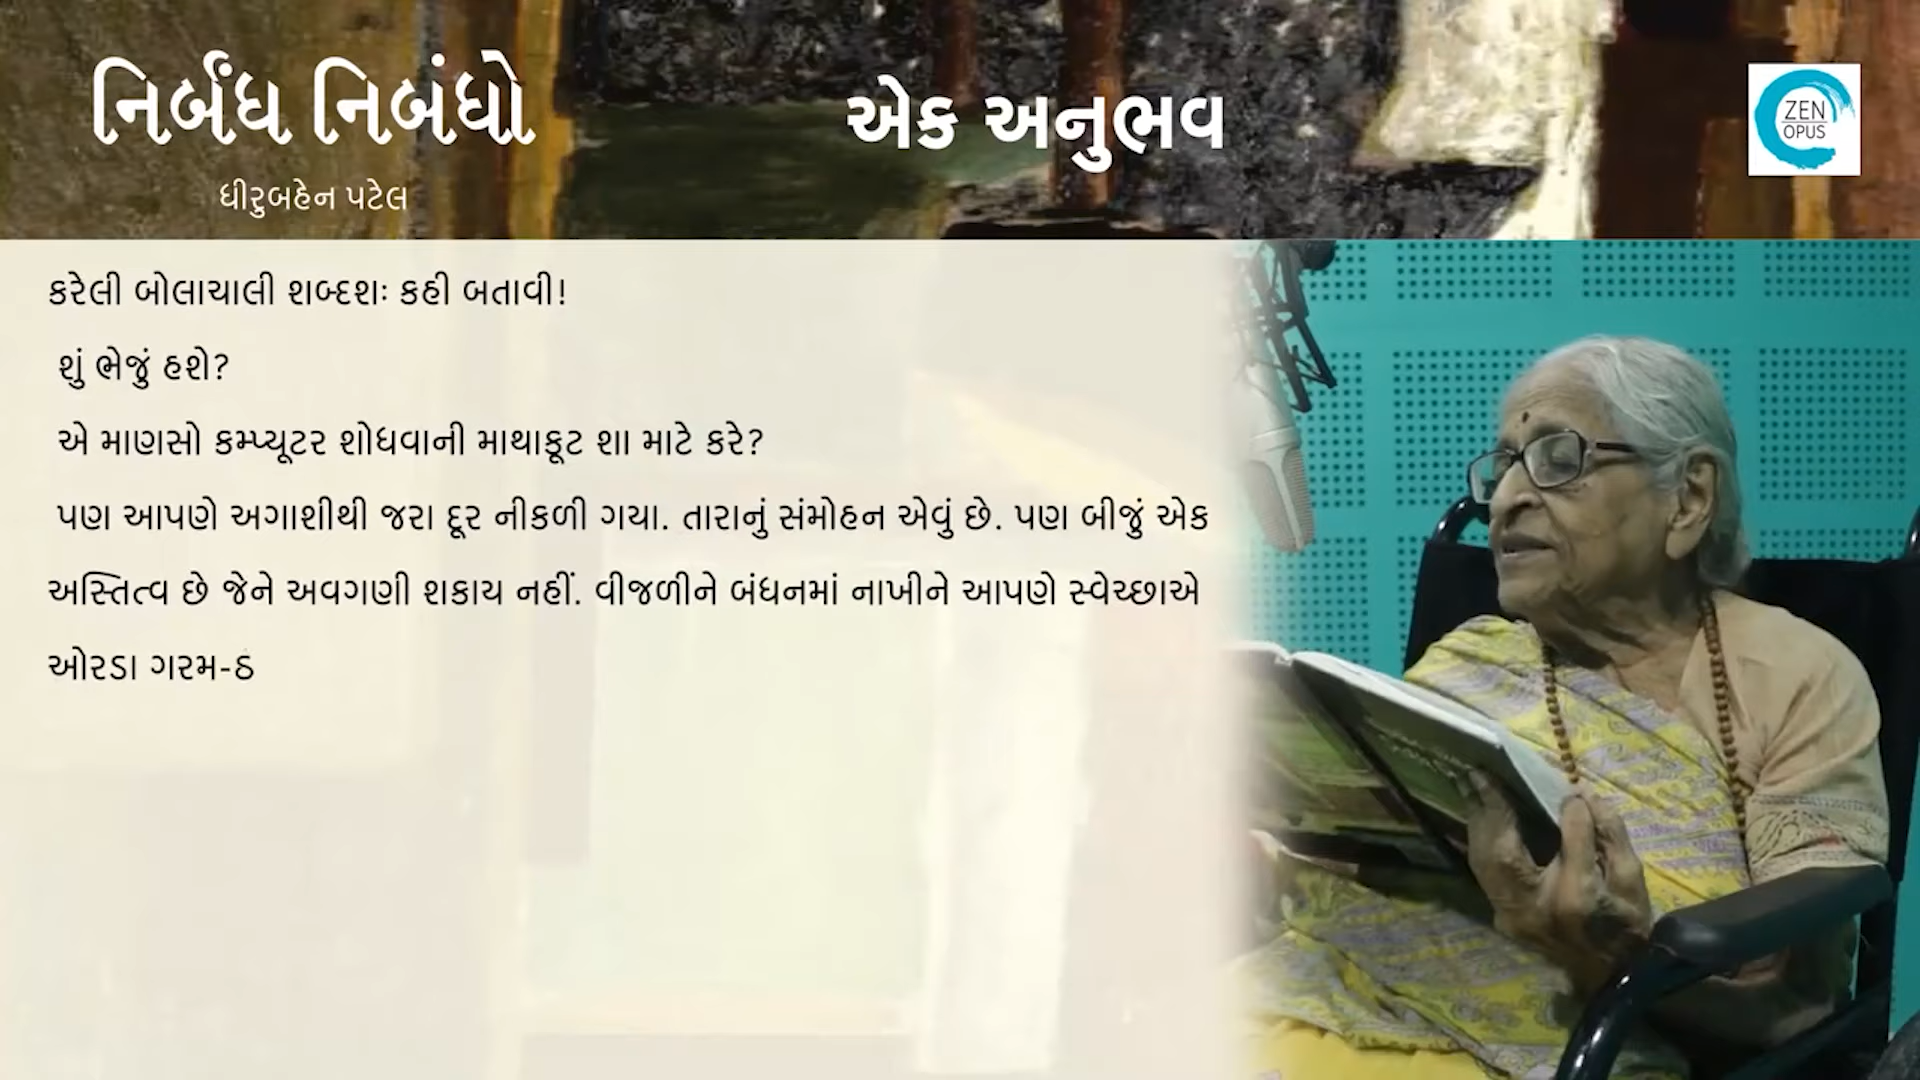 નિર્બંધ નિબંધો
ધીરુબહેન પટેલ
એક અનુભવ
ZEN
OPUS
કરેલી બોલાચાલી શબ્દશઃ કહી બતાવી!
શું ભેજું હશે?
એ માણસો કમ્પ્યૂટર શોધવાની માથાકૂટ શા માટે કરે?
પણ આપણે અગાશીથી જરા દૂર નીકળી ગયા. તારાનું સંમોહન એવું છે. પણ બીજું એક
અસ્તિત્વ છે જેને અવગણી શકાય નહીં. વીજળીને બંધનમાં નાખીને આપણે સ્વેચ્છાએ
ઓરડા ગરમ-ઠ